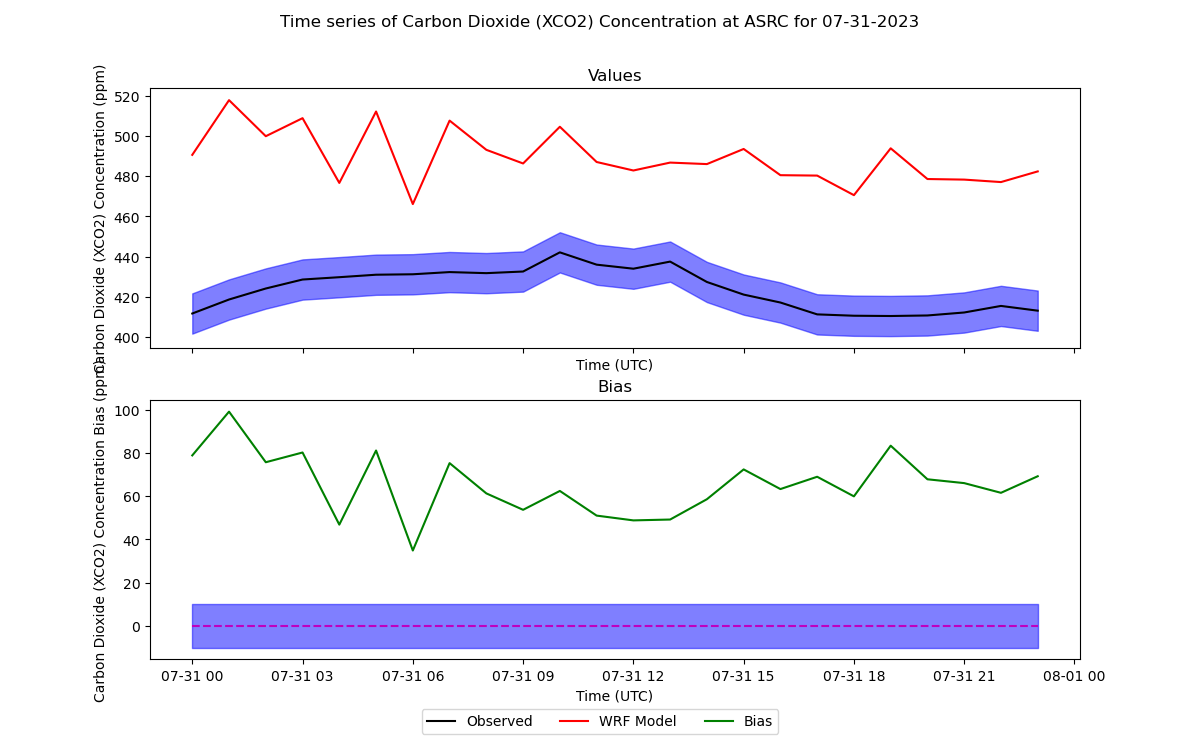 Time series of Carbon Dioxide (XCO2) Concentration at ASRC for 07-31-2023
Values
Carbon Dioxide (XCO2) Concentration (ppm)
520
500
480
460
440
420
400
Time (UTC)
Bias
Carbon Dioxide (XCO2) Concentration Bias (ppm)
100
80
60
40
20
0
07-31 00 07-31 03 07-31 06 07-31 09 07-31 12 07-31 15 07-31 18 07-31 21 08-01 00
Time (UTC)
Observed WRF Model Bias